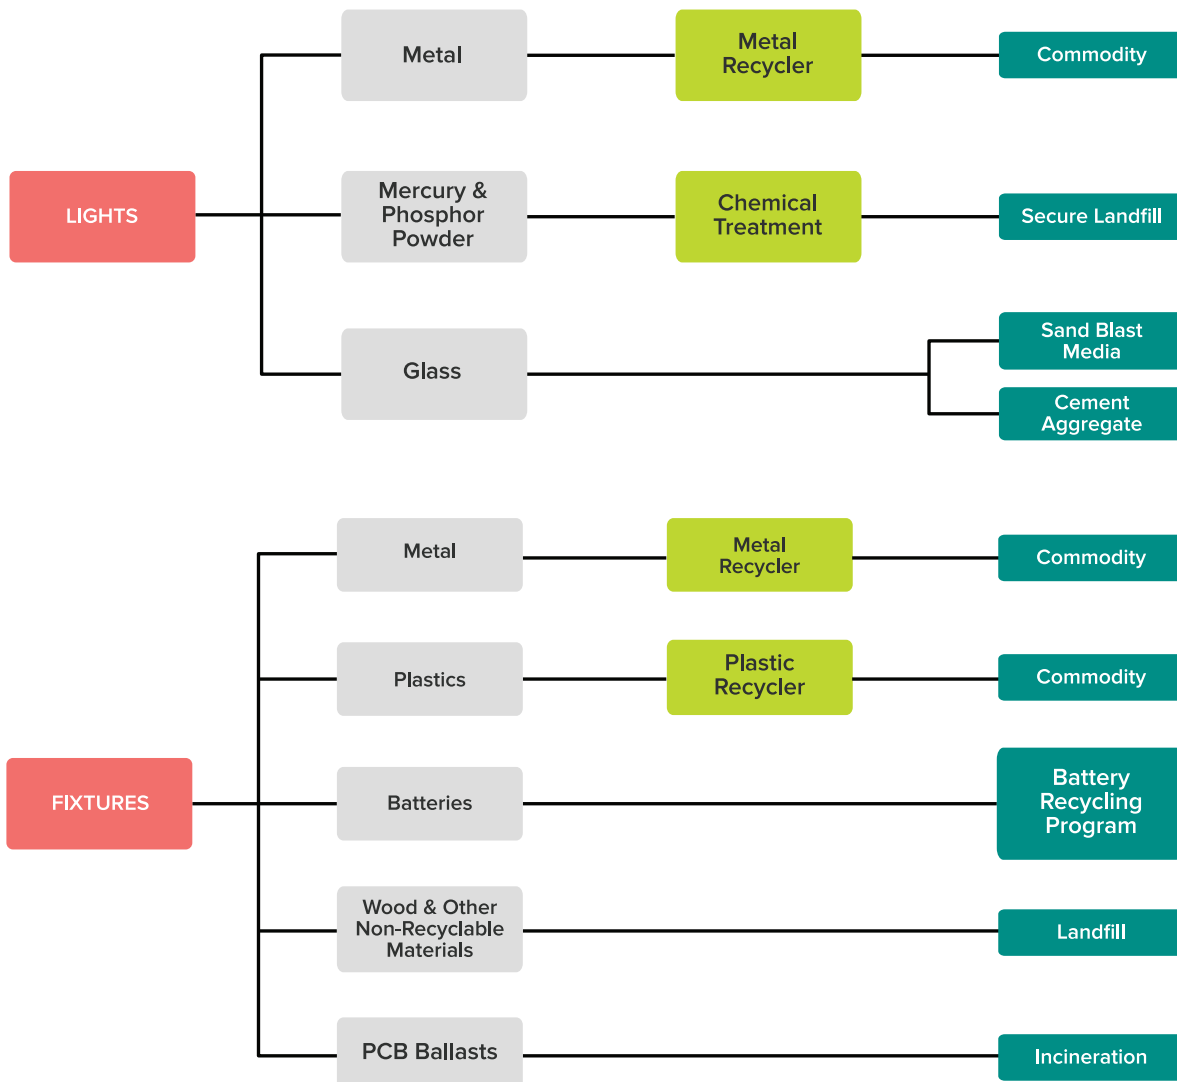 Metal
Metal
Recycler
Commodity
LIGHTS
Mercury &
Phosphor
Powder
Chemical
Treatment
Secure Landfill
Glass
Sand Blast
Media
Cement
Aggregate
Metal
Metal
Recycler
Commodity
Plastics
Plastic
Recycler
Commodity
FIXTURES
Batteries
Battery
Recycling
Program
Wood & Other
Non-Recyclable
Materials
Landfill
PCB Ballasts
Incineration